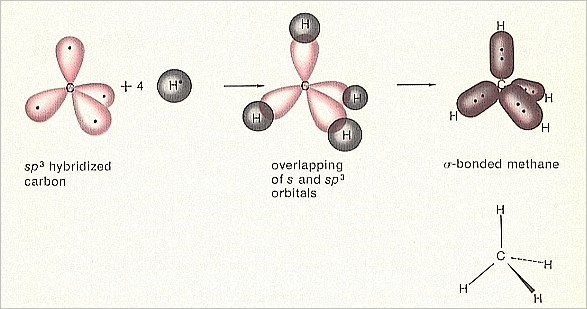 H
C
+ 4 H
C
H
H
H
C
H
H
H
sp³ hybridized
carbon
overlapping
of s and sp³
orbitals
σ-bonded methane
H
C
H
H
H